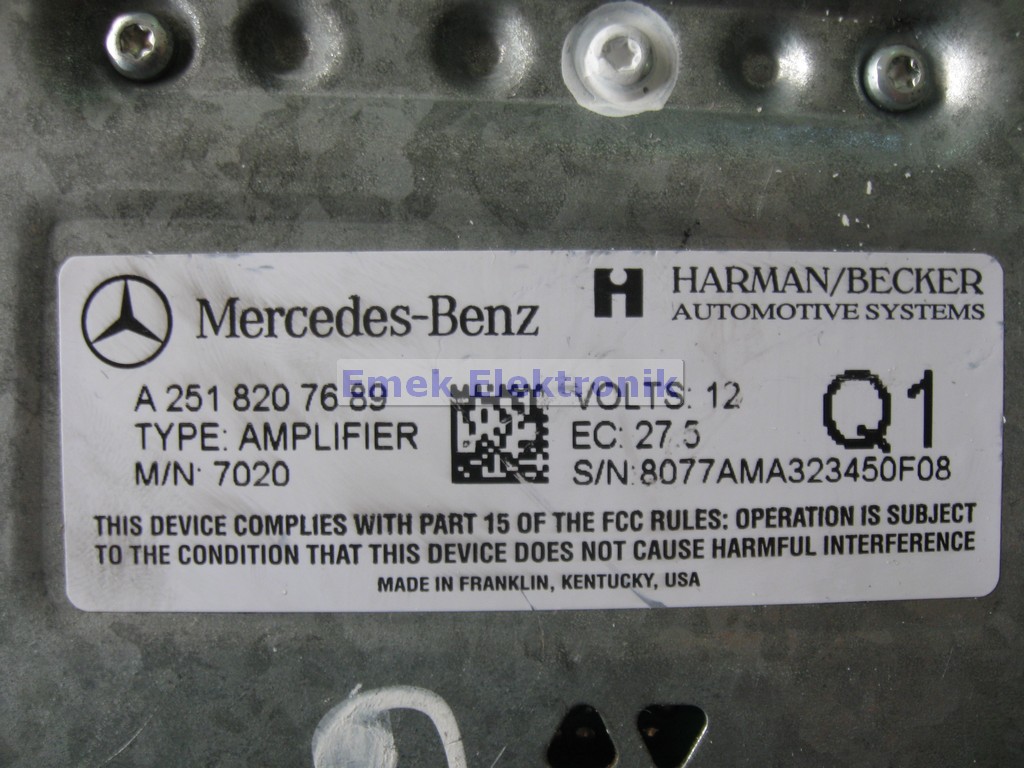 Mercedes-Benz
HARMAN/BECKER
AUTOMOTIVE SYSTEMS
Emek Elektronik
A 251 820 76 89
TYPE: AMPLIFIER
M/N: 7020
VOLTS: 12
EC: 27.5
S/N:8077AMA323450F08
Q1
THIS DEVICE COMPLIES WITH PART 15 OF THE FCC RULES: OPERATION IS SUBJECT
TO THE CONDITION THAT THIS DEVICE DOES NOT CAUSE HARMFUL INTERFERENCE
MADE IN FRANKLIN, KENTUCKY, USA